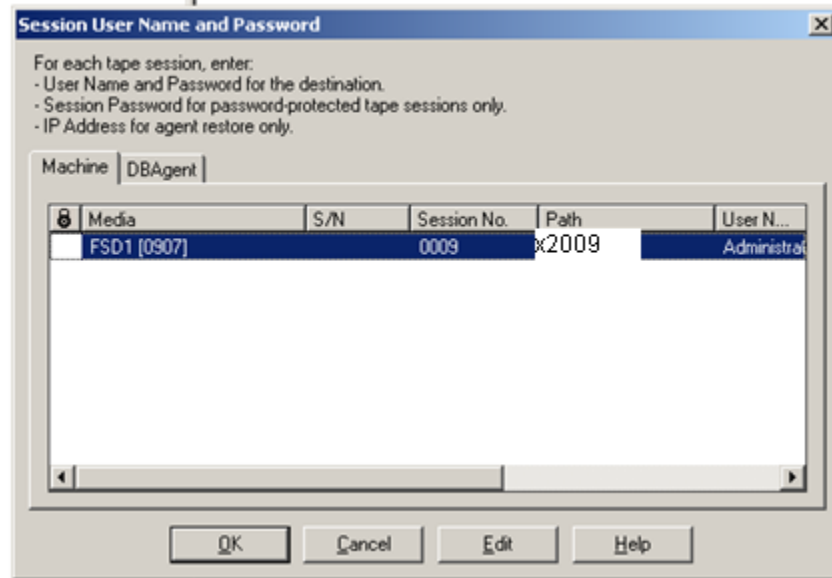 Session User Name and Password
For each tape session, enter:
- User Name and Password for the destination.
- Session Password for password-protected tape sessions only.
- IP Address for agent restore only.
Machine DBAgent
Media S/N Session No. Path User N...
FSD1 [0907] 0009 x2009 Administra
OK Cancel Edit Help